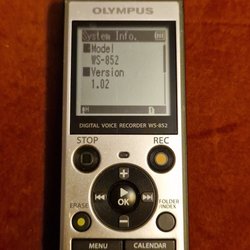 OLYMPUS
System Info.
Model
WS-852
Version
1.02
DIGITAL VOICE RECORDER WS-852
STOP
REC
OK
ERASE
FOLDER
/INDEX
MENU
CALENDAR